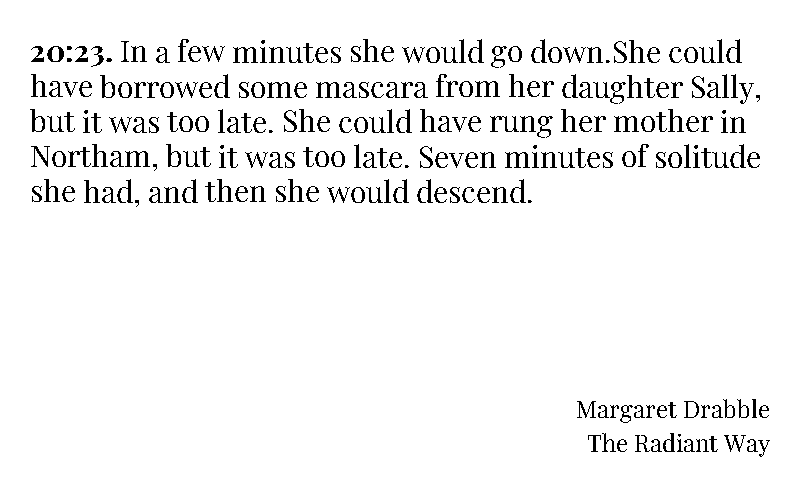 20:23. In a few minutes she would go down.She could
have borrowed some mascara from her daughter Sally,
but it was too late. She could have rung her mother in
Northam, but it was too late. Seven minutes of solitude
she had, and then she would descend.
Margaret Drabble
The Radiant Way